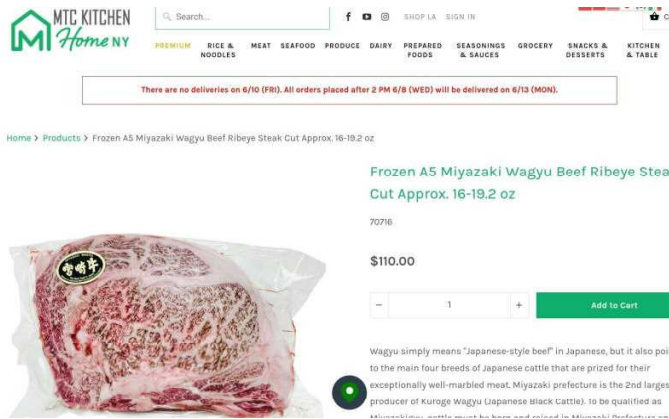 MTC KITCHEN
Home NY
Search...
SHOP LA SIGN IN
PREMIUM
RICE & NOODLES
MEAT
SEAFOOD
PRODUCE
DAIRY
PREPARED FOODS
SEASONINGS & SAUCES
GROCERY
SNACKS & DESSERTS
KITCHEN & TABLE
There are no deliveries on 6/10 (FRI). All orders placed after 2 PM 6/8 (WED) will be delivered on 6/13 (MON).
Home > Products > Frozen A5 Miyazaki Wagyu Beef Ribeye Steak Cut Approx. 16-19.2 oz
Frozen A5 Miyazaki Wagyu Beef Ribeye Stea
Cut Approx. 16-19.2 oz
70716
$110.00
- 1 +
Add to Cart
Wagyu simply means "Japanese-style beef" in Japanese, but it also poi
to the main four breeds of Japanese cattle that are prized for their
exceptionally well-marbled meat. Miyazaki prefecture is the 2nd larges
producer of Kuroge Wagyu (Japanese Black Cattle). To be qualified as